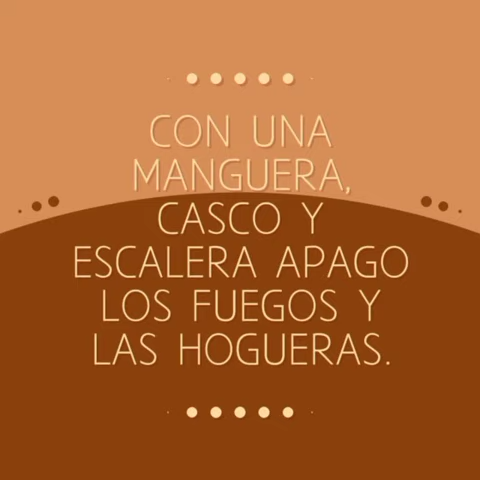 CON UNA
MANGUERA,
CASCO Y
ESCALERA APAGO
LOS FUEGOS Y
LAS HOGUERAS.